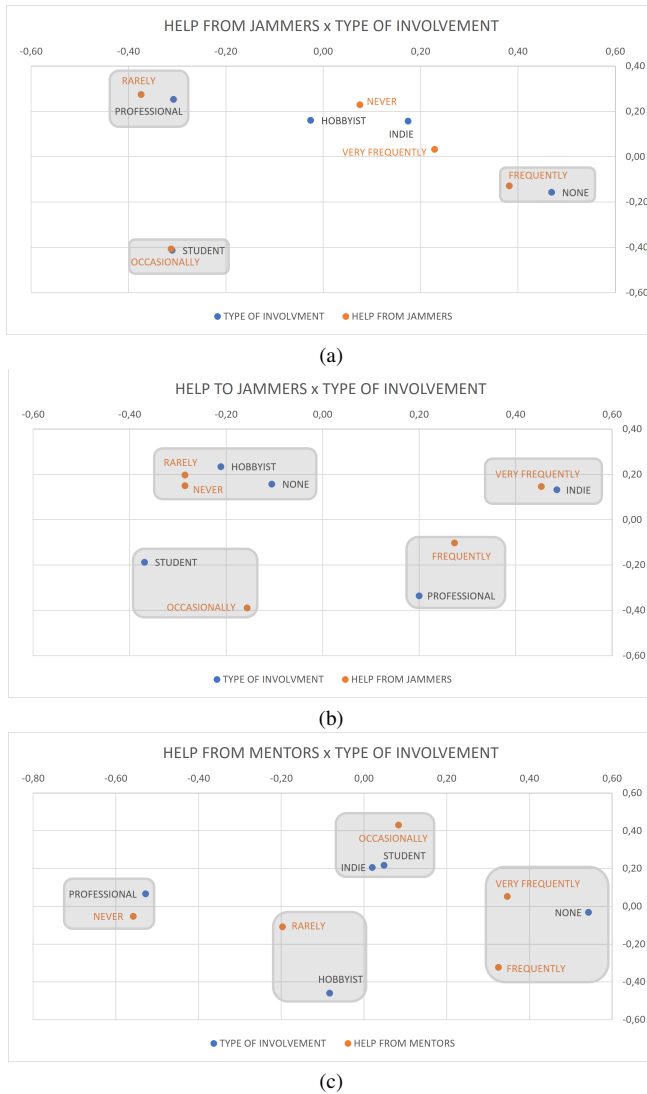 HELP FROM JAMMERS x TYPE OF INVOLVEMENT
-0,60 -0,40 -0,20 0,00 0,20 0,40 0,60
0,40
RARELY
NEVER
PROFESSIONAL
0,20
HOBBYIST
INDIE
VERY FREQUENTLY
0,00
FREQUENTLY
NONE
-0,20
STUDENT
-0,40
OCCASIONALLY
-0,60
TYPE OF INVOLVMENT HELP FROM JAMMERS
(a)
HELP TO JAMMERS x TYPE OF INVOLVEMENT
-0,60 -0,40 -0,20 0,00 0,20 0,40 0,60
0,40
RARELY
HOBBYIST
VERY FREQUENTLY
0,20
NEVER
NONE
INDIE
0,00
FREQUENTLY
STUDENT
-0,20
PROFESSIONAL
OCCASIONALLY
-0,40
-0,60
TYPE OF INVOLVMENT HELP FROM JAMMERS
(b)
HELP FROM MENTORS x TYPE OF INVOLVEMENT
-0,80 -0,60 -0,40 -0,20 0,00 0,20 0,40 0,60
0,60
0,40
OCCASIONALLY
STUDENT
INDIE
0,20
VERY FREQUENTLY
PROFESSIONAL
NEVER
NONE
0,00
RARELY
-0,20
FREQUENTLY
HOBBYIST
-0,40
-0,60
TYPE OF INVOLVEMENT HELP FROM MENTORS
(c)